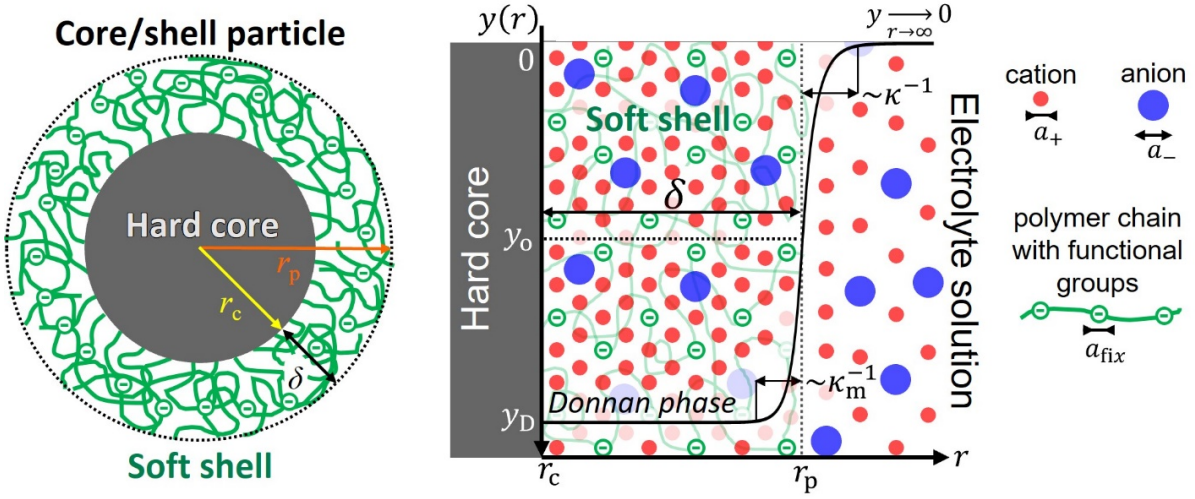 Core/shell particle
Hard core
r_p
r_c
δ
Soft shell
y(r)
0
y_o
y_D
Hard core
Soft shell
δ
Donnan phase
r_c
r_p
r
y → 0
r→∞
~κ⁻¹
~κ_m⁻¹
Electrolyte solution
cation
anion
a_+
a_−
polymer chain
with functional
groups
a_fix